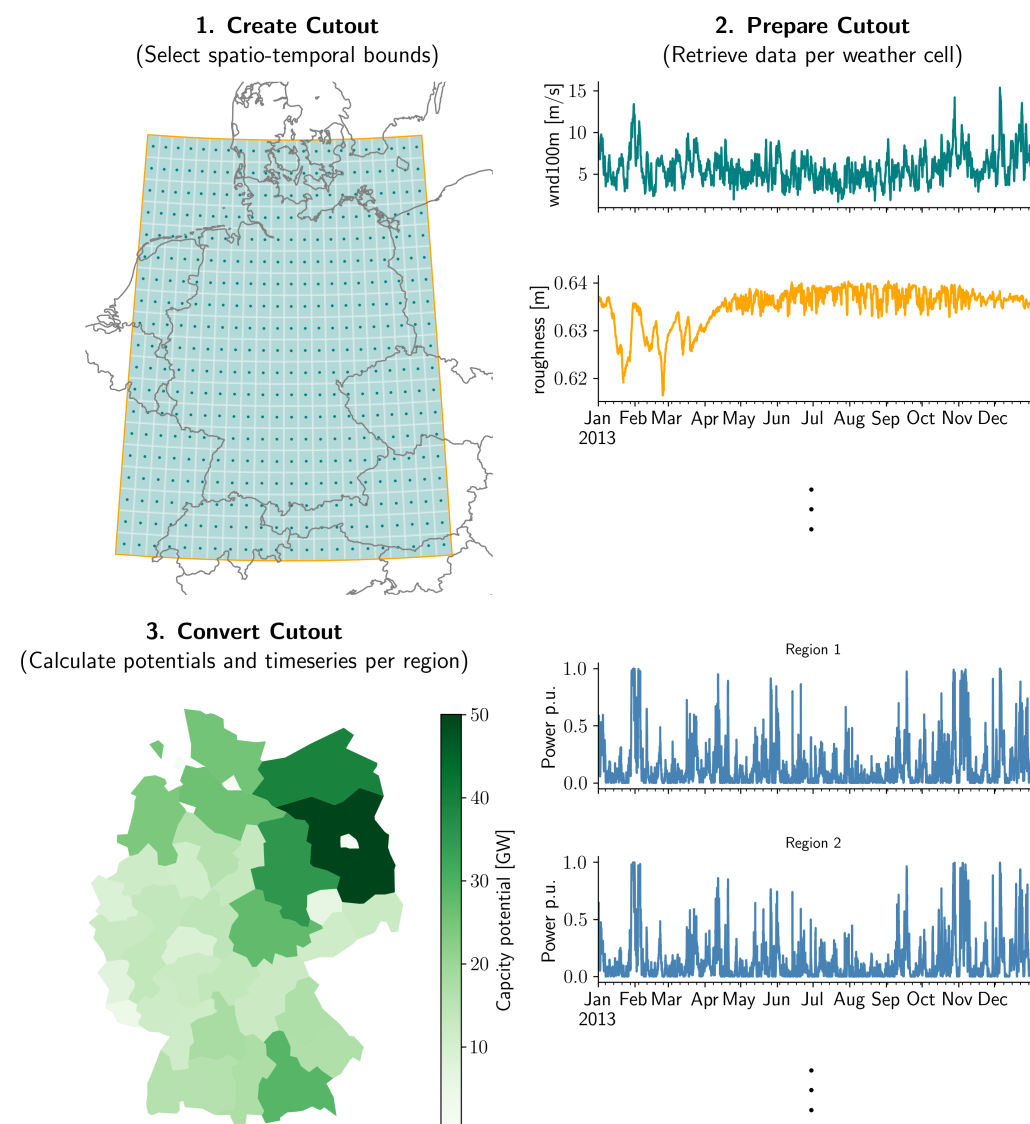 1. Create Cutout
(Select spatio-temporal bounds)
2. Prepare Cutout
(Retrieve data per weather cell)
wnd100m [m/s]
15
10
5
roughness [m]
0.64
0.63
0.62
Jan Feb Mar Apr May Jun Jul Aug Sep Oct Nov Dec
2013
3. Convert Cutout
(Calculate potentials and timeseries per region)
50
40
30
20
10
Capcity potential [GW]
Region 1
Power p.u.
1.0
0.5
0.0
Region 2
Power p.u.
1.0
0.5
0.0
Jan Feb Mar Apr May Jun Jul Aug Sep Oct Nov Dec
2013